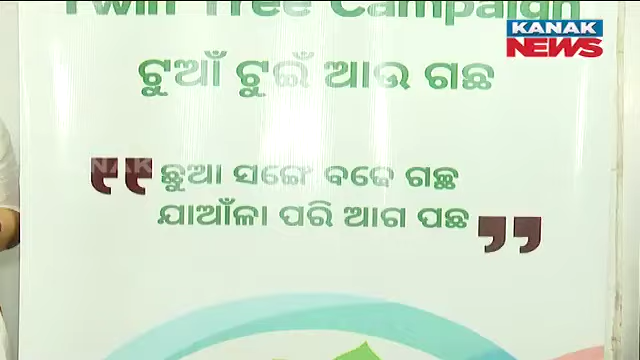 Twin Tree Campaign
KANAK
NEWS
ଟୁଆଁ ଟୁଇଁ ଆଉ ଗଛ
“ ଛୁଆ ସଙ୍ଗେ ବଢେ ଗଛ
ଯାଆଁଳା ପରି ଆଗ ପଛ ”